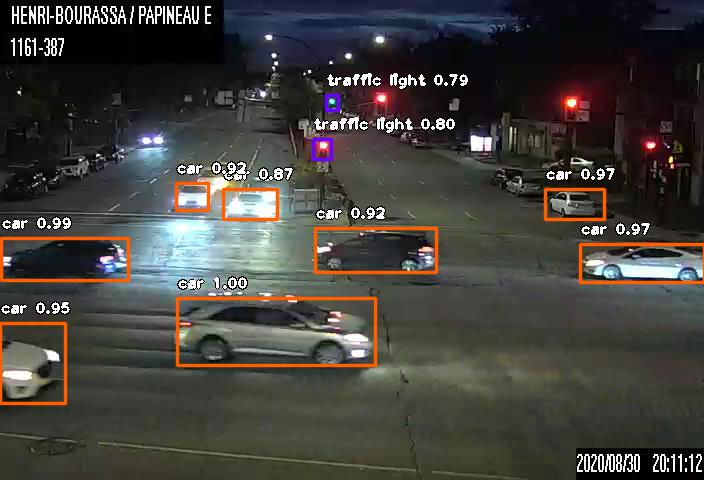 HENRI-BOURASSA / PAPINEAU E
1161-387
traffic light 0.79
traffic light 0.80
car 0.92
0.87
car 0.97
car 0.99
car 0.92
car 0.97
car 1.00
car 0.95
2020/08/30 20:11:12